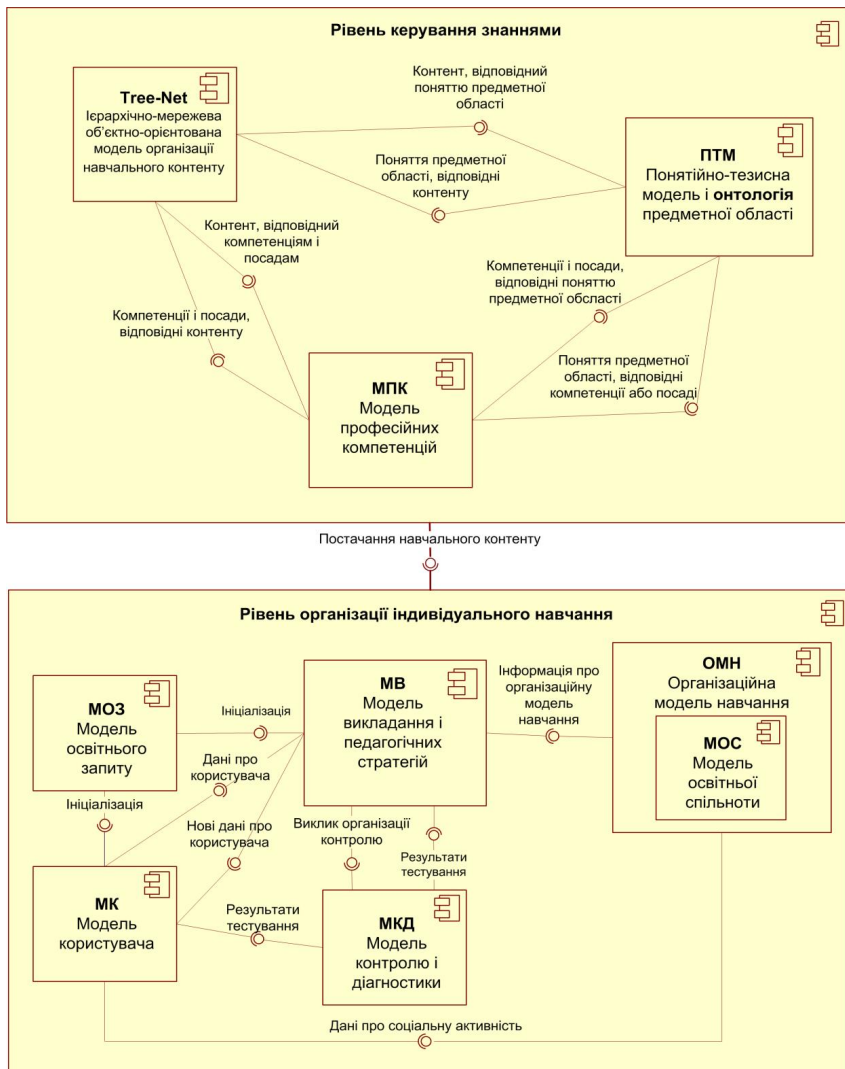 Рівень керування знаннями
Tree-Net
Ієрархічно-мережева
об’єктно-орієнтована
модель організації
навчального контенту
Контент, відповідний
поняттю предметної
області
Поняття предметної
області, відповідні
контенту
ПТМ
Понятійно-тезисна
модель і онтологія
предметної області
Контент, відповідний
компетенціям і
посадам
Компетенції і посади,
відповідні контенту
Компетенції і посади,
відповідні поняттю
предметної обсласті
Поняття предметної
області, відповідні
компетенції або посаді
МПК
Модель
професійних
компетенцій
Постачання навчального контенту
Рівень організації індивідуального навчання
МОЗ
Модель
освітнього
запиту
Ініціалізація
МВ
Модель
викладання і
педагогічних
стратегій
Інформація про
організаційну
модель
навчання
ОМН
Організаційна
модель навчання
МОС
Модель
освітньої
спільноти
Дані про
користувача
Ініціалізація
Нові дані про
користувача
Виклик організації
контролю
Результати
тестування
МК
Модель
користувача
Результати
тестування
МКД
Модель
контролю і
діагностики
Дані про соціальну активність